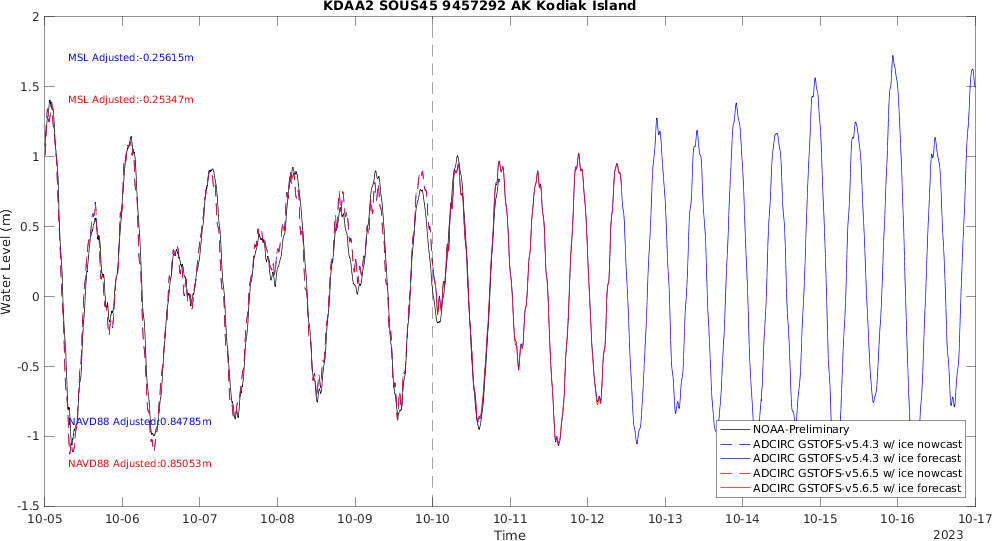 KDAA2 SOUS45 9457292 AK Kodiak Island
2
1.5
1
0.5
0
-0.5
-1
-1.5
Water Level (m)
MSL Adjusted:-0.25615m
MSL Adjusted:-0.25347m
NAVD88 Adjusted:0.84785m
NAVD88 Adjusted:0.85053m
NOAA-Preliminary
ADCIRC GSTOFS-v5.4.3 w/ ice nowcast
ADCIRC GSTOFS-v5.4.3 w/ ice forecast
ADCIRC GSTOFS-v5.6.5 w/ ice nowcast
ADCIRC GSTOFS-v5.6.5 w/ ice forecast
10-05 10-06 10-07 10-08 10-09 10-10 10-11 10-12 10-13 10-14 10-15 10-16 10-17
Time
2023